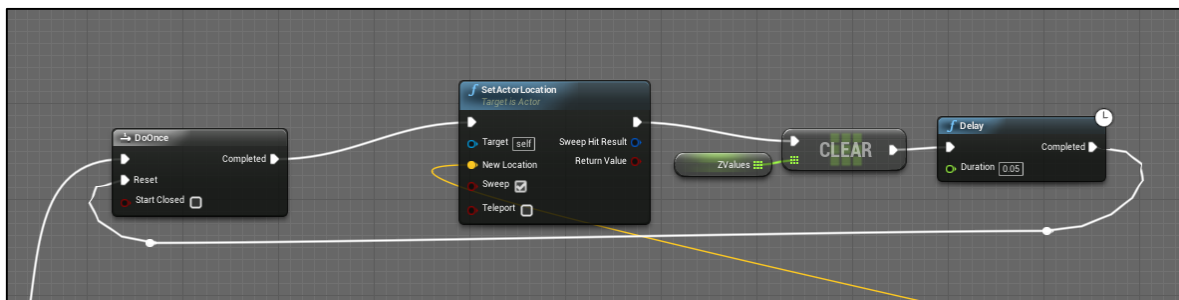 DoOnce
Completed
Reset
Start Closed
f SetActorLocation
Target is Actor
Target self
Sweep Hit Result
New Location
Return Value
Sweep
Teleport
ZValues
CLEAR
f Delay
Completed
Duration 0.05